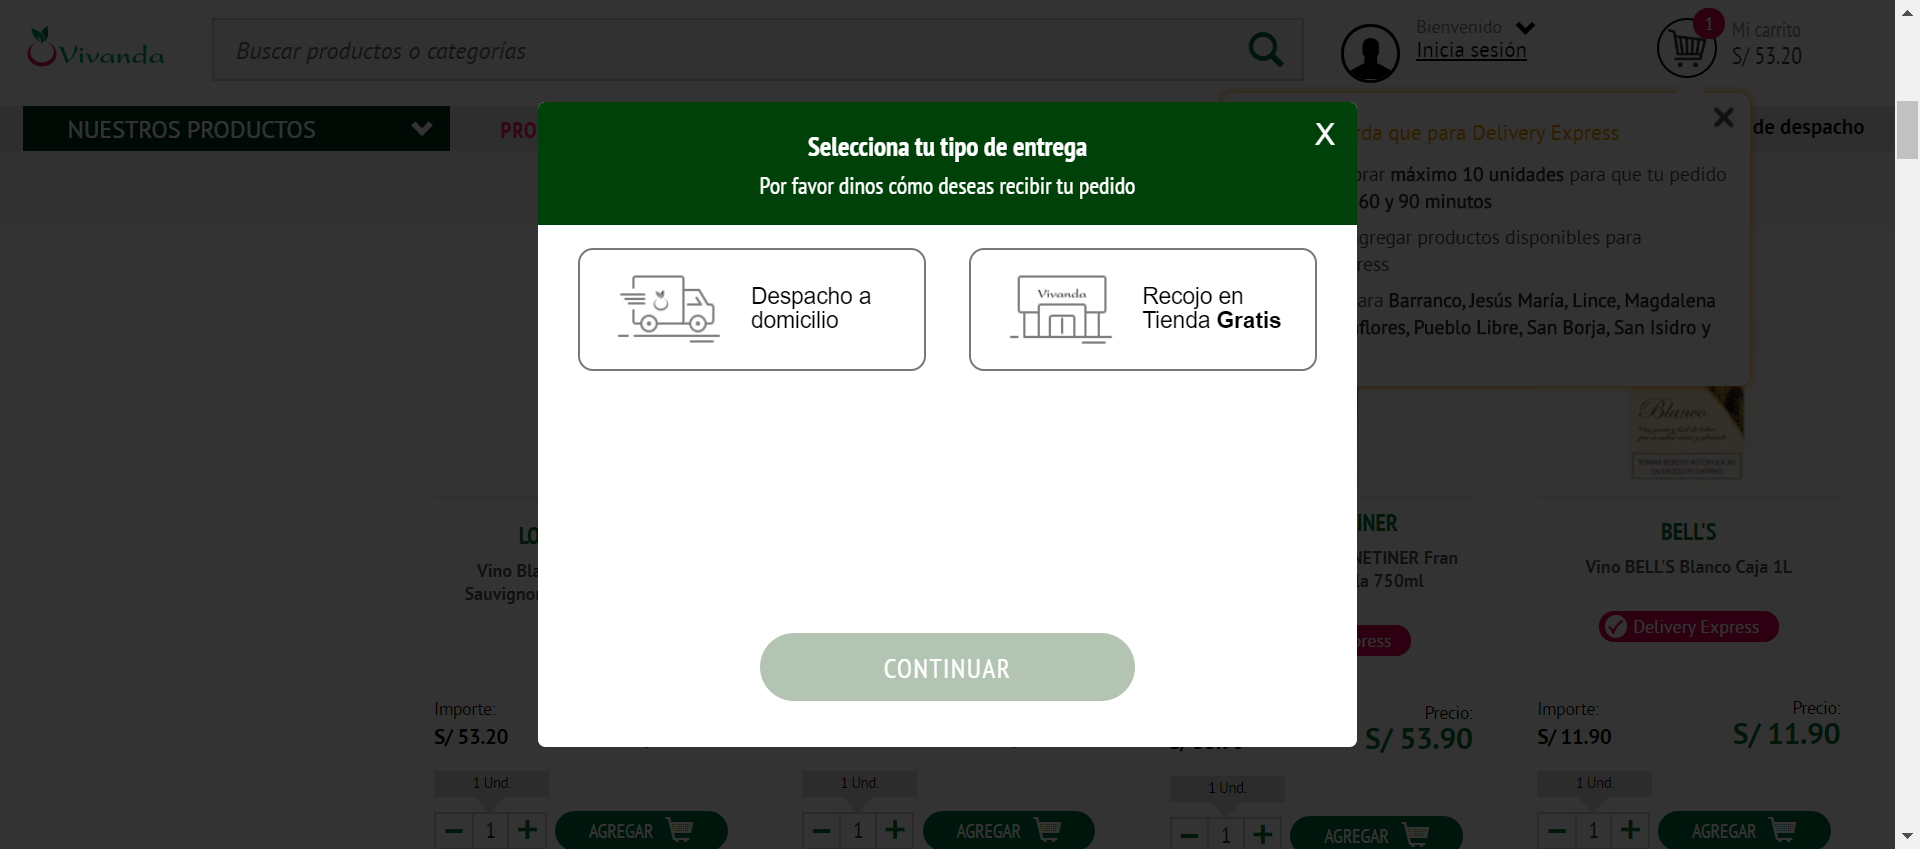 Vivanda
Buscar productos o categorías
Bienvenido
Inicia sesión
1
Mi carrito
S/ 53.20
NUESTROS PRODUCTOS
PRO
de despacho
Selecciona tu tipo de entrega
X
Por favor dinos cómo deseas recibir tu pedido
rda que para Delivery Express
rar máximo 10 unidades para que tu pedido
60 y 90 minutos
gregar productos disponibles para
ress
ara Barranco, Jesús María, Lince, Magdalena
flores, Pueblo Libre, San Borja, San Isidro y
Despacho a
domicilio
Vivanda
Recojo en
Tienda Gratis
Blanco
LO
Vino Bla
Sauvigno
INER
NETINER Fran
la 750ml
press
BELL'S
Vino BELL'S Blanco Caja 1L
Delivery Express
CONTINUAR
Importe:
S/ 53.20
Precio:
S/ 53.90
Importe:
S/ 11.90
Precio:
S/ 11.90
1 Und.
1 Und.
1 Und.
1 Und.
− 1 + AGREGAR
− 1 + AGREGAR
− 1 + AGREGAR
− 1 + AGREGAR